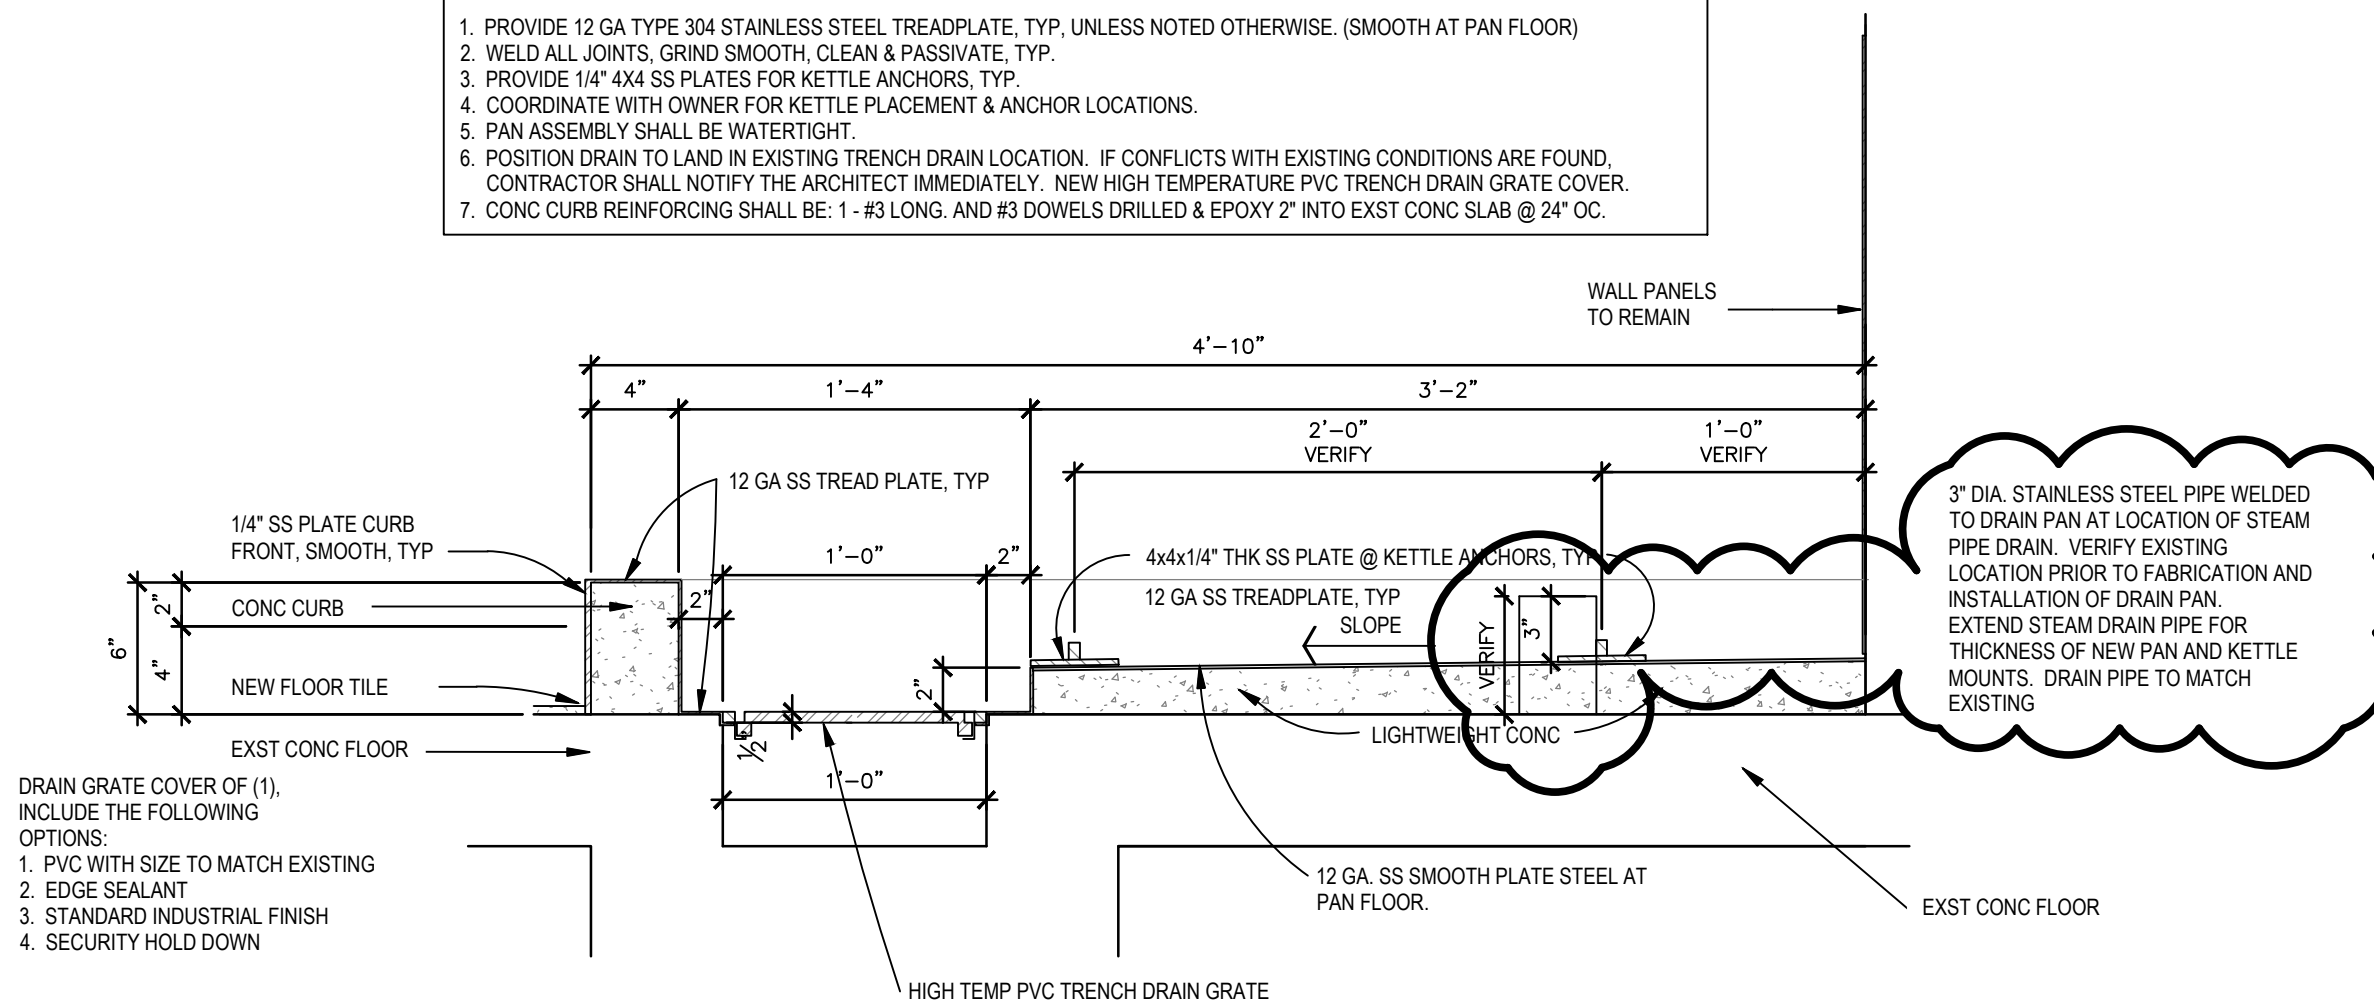 1. PROVIDE 12 GA TYPE 304 STAINLESS STEEL TREADPLATE, TYP, UNLESS NOTED OTHERWISE. (SMOOTH AT PAN FLOOR)
2. WELD ALL JOINTS, GRIND SMOOTH, CLEAN & PASSIVATE, TYP.
3. PROVIDE 1/4" 4X4 SS PLATES FOR KETTLE ANCHORS, TYP.
4. COORDINATE WITH OWNER FOR KETTLE PLACEMENT & ANCHOR LOCATIONS.
5. PAN ASSEMBLY SHALL BE WATERTIGHT.
6. POSITION DRAIN TO LAND IN EXISTING TRENCH DRAIN LOCATION. IF CONFLICTS WITH EXISTING CONDITIONS ARE FOUND,
CONTRACTOR SHALL NOTIFY THE ARCHITECT IMMEDIATELY. NEW HIGH TEMPERATURE PVC TRENCH DRAIN GRATE COVER.
7. CONC CURB REINFORCING SHALL BE: 1 - #3 LONG. AND #3 DOWELS DRILLED & EPOXY 2" INTO EXST CONC SLAB @ 24" OC.
WALL PANELS
TO REMAIN
4'-10"
4"
1'-4"
3'-2"
2'-0"
VERIFY
1'-0"
VERIFY
12 GA SS TREAD PLATE, TYP
1/4" SS PLATE CURB
FRONT, SMOOTH, TYP
1'-0"
2"
4x4x1/4" THK SS PLATE @ KETTLE ANCHORS, TYP
12 GA SS TREADPLATE, TYP
SLOPE
CONC CURB
2"
6"
2"
4"
NEW FLOOR TILE
2"
VERIFY
3"
EXST CONC FLOOR
1/2"
LIGHTWEIGHT CONC
1'-0"
3" DIA. STAINLESS STEEL PIPE WELDED
TO DRAIN PAN AT LOCATION OF STEAM
PIPE DRAIN. VERIFY EXISTING
LOCATION PRIOR TO FABRICATION AND
INSTALLATION OF DRAIN PAN.
EXTEND STEAM DRAIN PIPE FOR
THICKNESS OF NEW PAN AND KETTLE
MOUNTS. DRAIN PIPE TO MATCH
EXISTING
DRAIN GRATE COVER OF (1),
INCLUDE THE FOLLOWING
OPTIONS:
1. PVC WITH SIZE TO MATCH EXISTING
2. EDGE SEALANT
3. STANDARD INDUSTRIAL FINISH
4. SECURITY HOLD DOWN
12 GA. SS SMOOTH PLATE STEEL AT
PAN FLOOR.
EXST CONC FLOOR
HIGH TEMP PVC TRENCH DRAIN GRATE